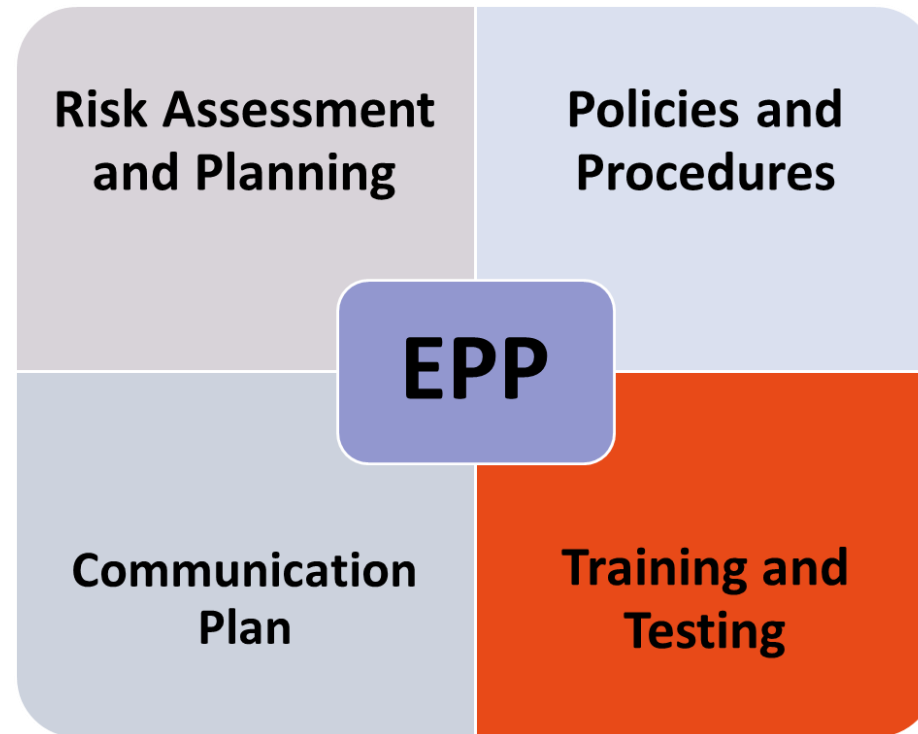 Risk Assessment
and Planning
Policies and
Procedures
EPP
Communication
Plan
Training and
Testing